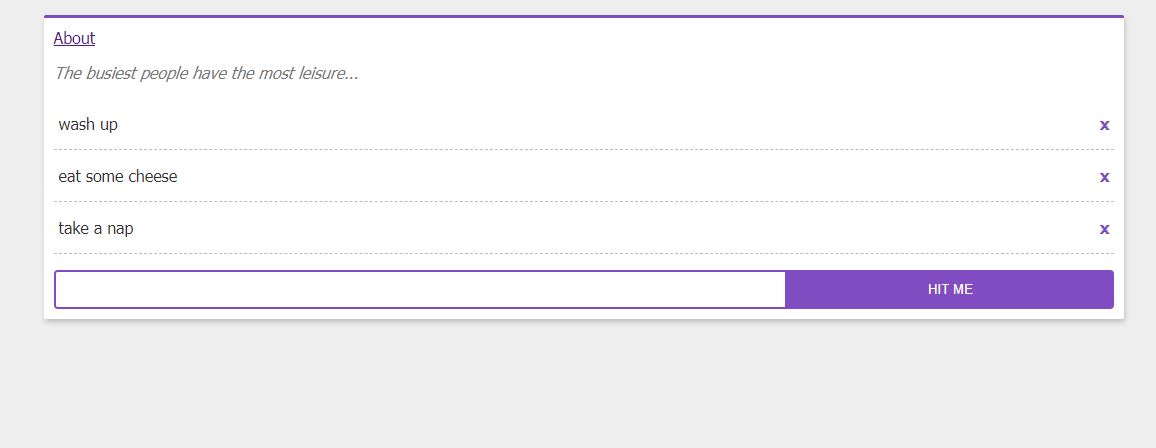 About
The busiest people have the most leisure...
wash up x
eat some cheese x
take a nap x
HIT ME